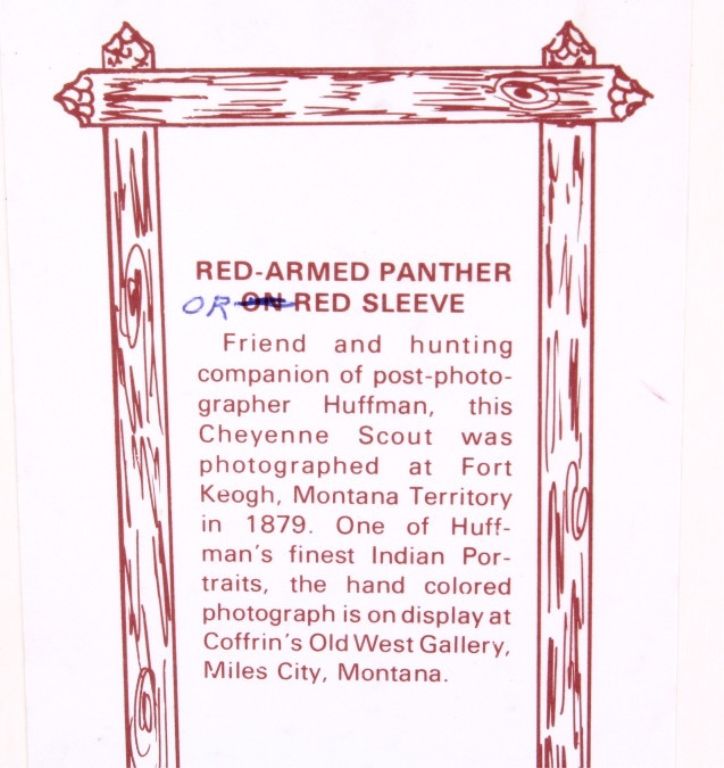 RED-ARMED PANTHER
OR ON RED SLEEVE
Friend and hunting
companion of post-photo-
grapher Huffman, this
Cheyenne Scout was
photographed at Fort
Keogh, Montana Territory
in 1879. One of Huff-
man's finest Indian Por-
traits, the hand colored
photograph is on display at
Coffrin's Old West Gallery,
Miles City, Montana.